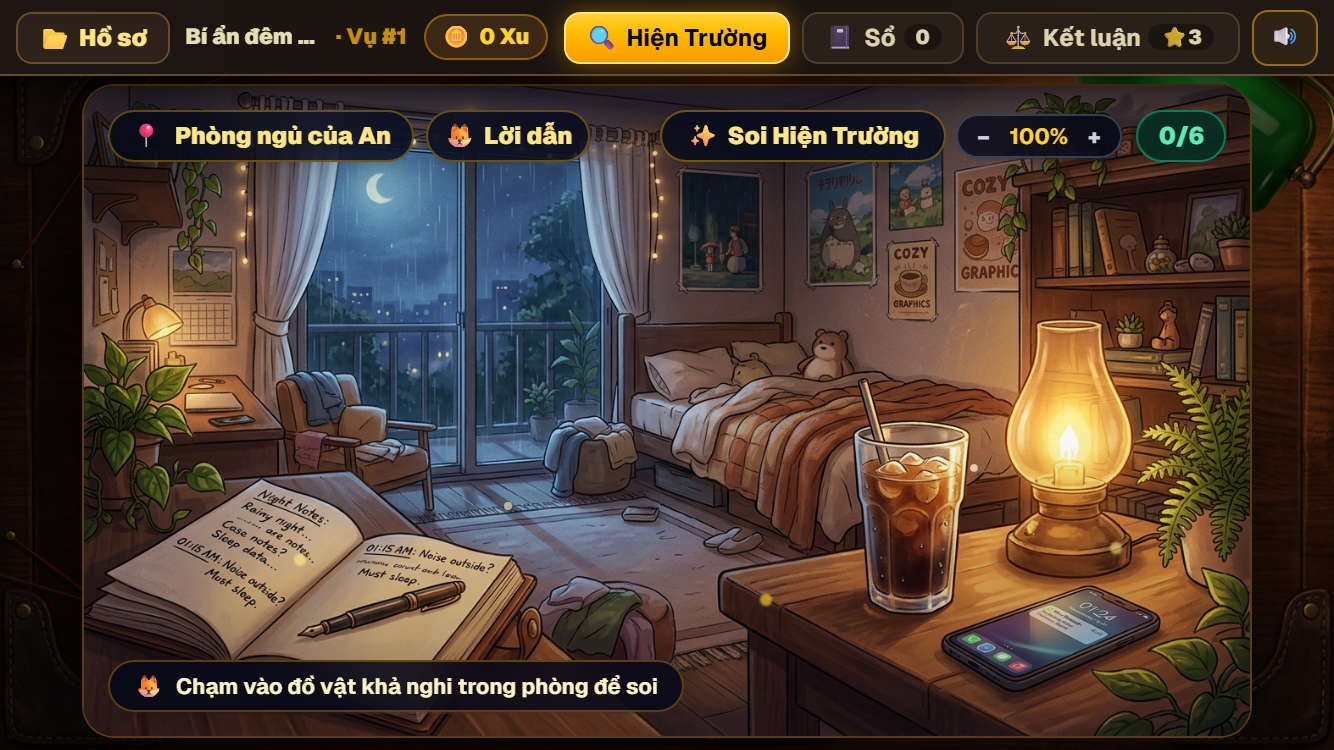 Hồ sơ
Bí ẩn đêm ...
· Vụ #1
0 Xu
Hiện Trường
Sổ 0
Kết luận 3
Phòng ngủ của An
Lời dẫn
Soi Hiện Trường
− 100% +
0/6
COZY
GRAPHIC
COZY
GRAPHICS
Night Notes:
Rainy night...
are notes..
Case notes?
Sleep data...
01:15 AM: Noise outside?
Must sleep.
01:15 AM: Noise outside?
Must sleep.
01:24
Chạm vào đồ vật khả nghi trong phòng để soi